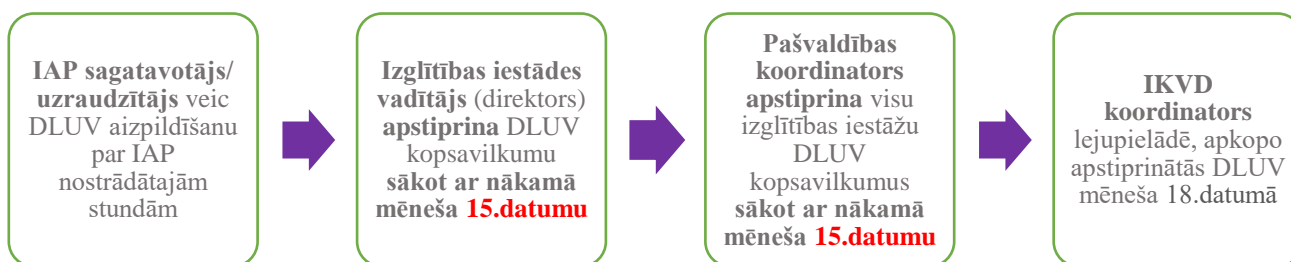 IAP sagatavotājs/
uzraudzītājs veic
DLUV aizpildīšanu
par IAP
nostrādātajām
stundām
Izglītības iestādes
vadītājs (direktors)
apstiprina DLUV
kopsavilkumu
sākot ar nākamā
mēneša 15.datumu
Pašvaldības
koordinators
apstiprina visu
izglītības iestāžu
DLUV
kopsavilkumus
sākot ar nākamā
mēneša 15.datumu
IKVD
koordinators
lejupielādē, apkopo
apstiprinātās DLUV
mēneša 18.datumā